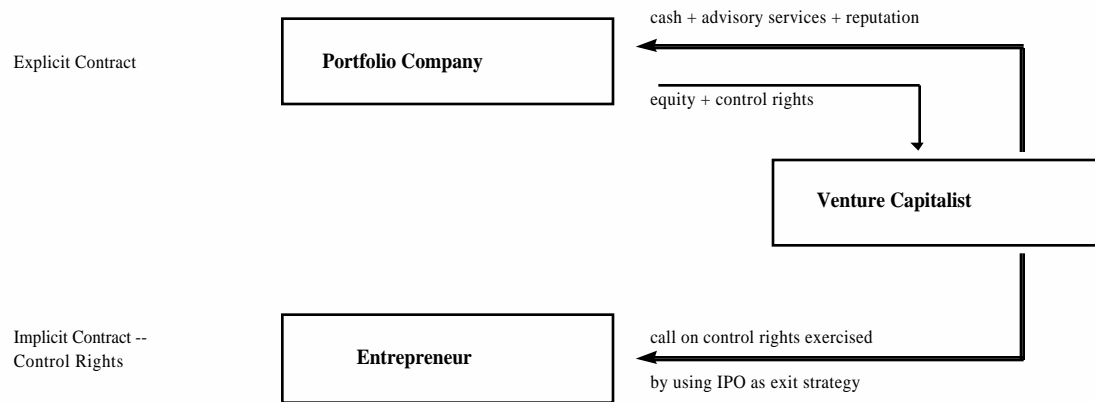 cash + advisory services + reputation
Explicit Contract
Portfolio Company
equity + control rights
Venture Capitalist
Implicit Contract --
Control Rights
Entrepreneur
call on control rights exercised
by using IPO as exit strategy